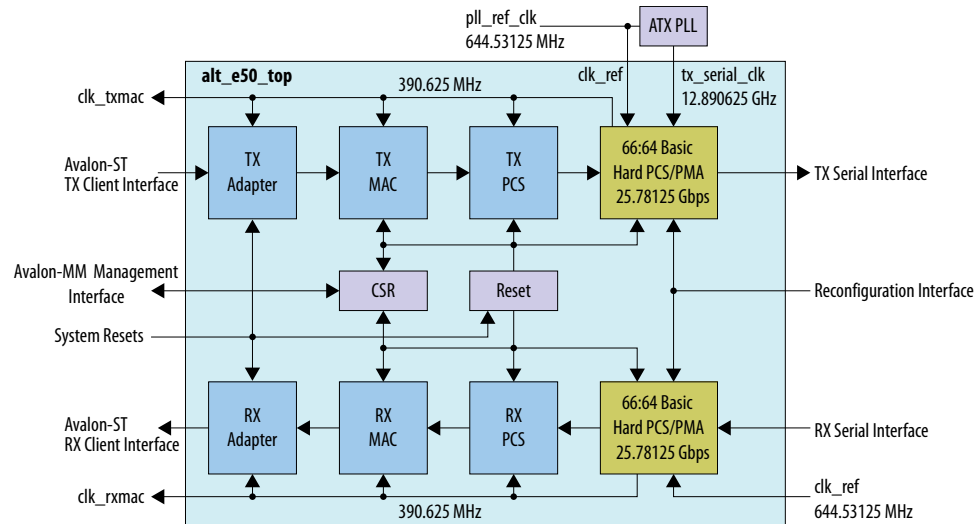 pll_ref_clk
644.53125 MHz
ATX PLL
alt_e50_top
390.625 MHz
clk_ref
tx_serial_clk
12.890625 GHz
clk_txmac
Avalon-ST
TX Client Interface
TX
Adapter
TX
MAC
TX
PCS
66:64 Basic
Hard PCS/PMA
25.78125 Gbps
TX Serial Interface
Avalon-MM Management
Interface
CSR
Reset
Reconfiguration Interface
System Resets
Avalon-ST
RX Client Interface
RX
Adapter
RX
MAC
RX
PCS
66:64 Basic
Hard PCS/PMA
25.78125 Gbps
RX Serial Interface
clk_rxmac
390.625 MHz
clk_ref
644.53125 MHz